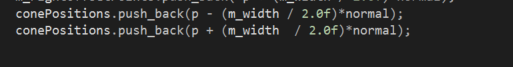 conePositions.push_back(p - (m_width / 2.0f)*normal);
conePositions.push_back(p + (m_width  / 2.0f)*normal);